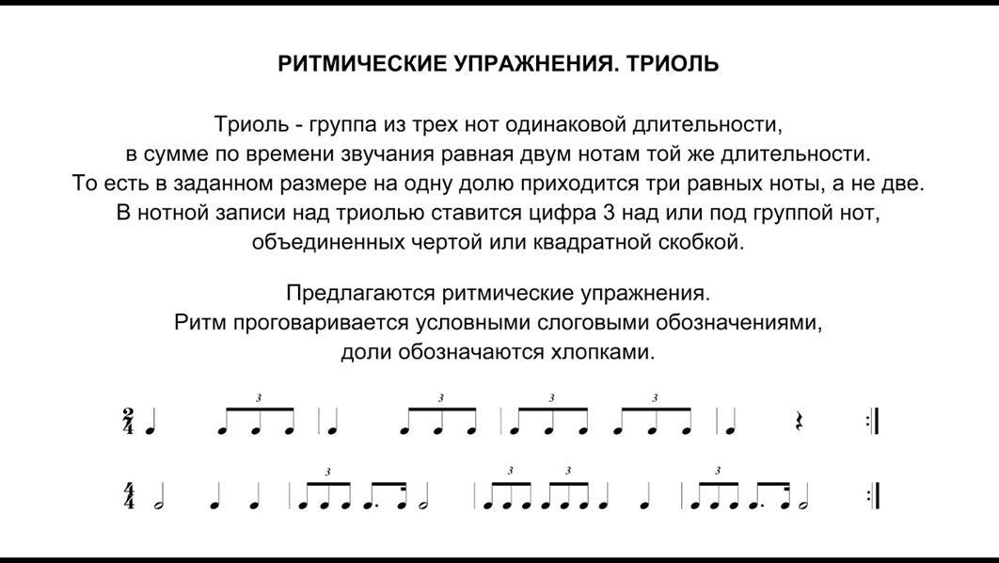 РИТМИЧЕСКИЕ УПРАЖНЕНИЯ. ТРИОЛЬ
Триоль - группа из трех нот одинаковой длительности,
в сумме по времени звучания равная двум нотам той же длительности.
То есть в заданном размере на одну долю приходится три равных ноты, а не две.
В нотной записи над триолью ставится цифра 3 над или под группой нот,
объединенных чертой или квадратной скобкой.
Предлагаются ритмические упражнения.
Ритм проговаривается условными слоговыми обозначениями,
доли обозначаются хлопками.
3 3 3 3
2
4
3 3 3 3
4
4